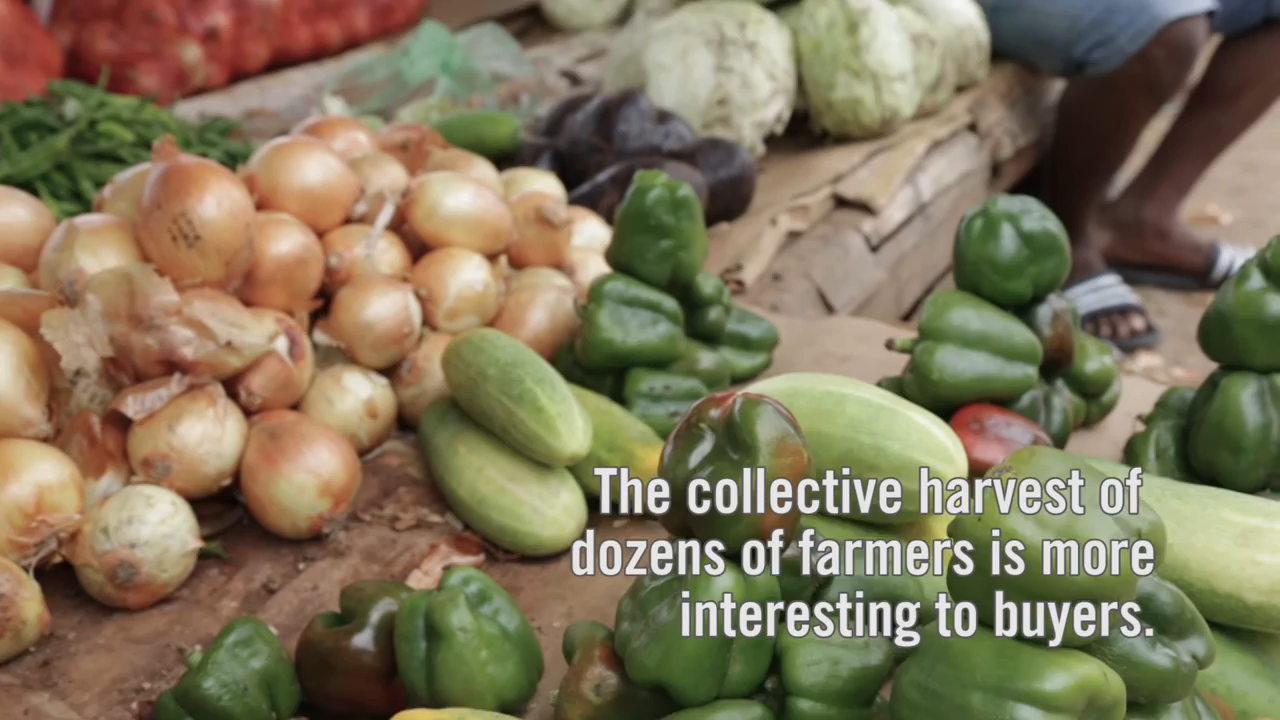 The collective harvest of
dozens of farmers is more
interesting to buyers.